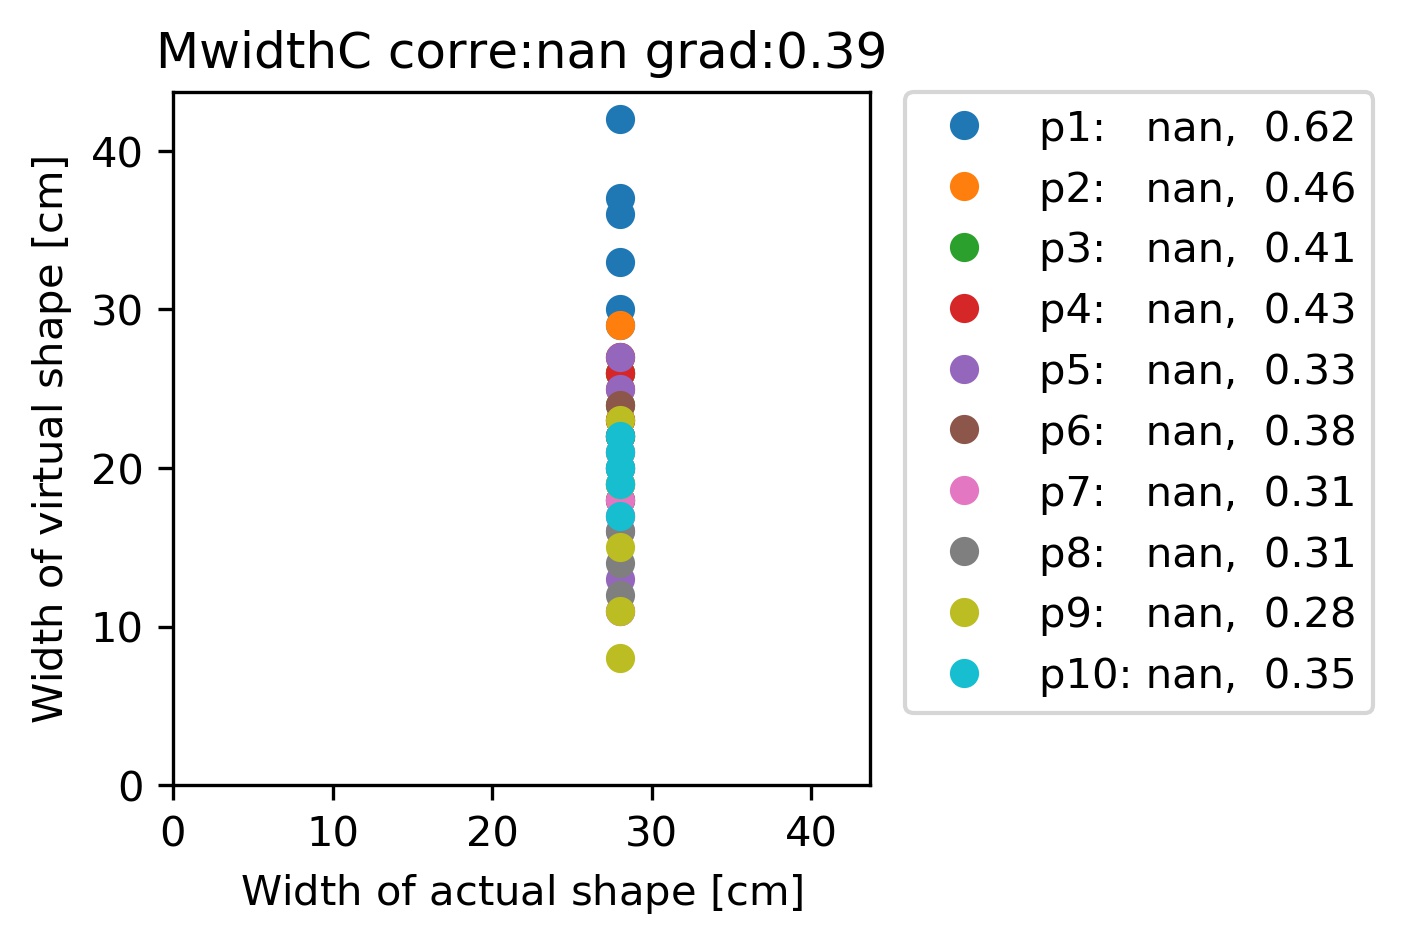 MwidthC corre:nan grad:0.39
Width of virtual shape [cm]
40
30
20
10
0
0 10 20 30 40
Width of actual shape [cm]
p1: nan, 0.62
p2: nan, 0.46
p3: nan, 0.41
p4: nan, 0.43
p5: nan, 0.33
p6: nan, 0.38
p7: nan, 0.31
p8: nan, 0.31
p9: nan, 0.28
p10: nan, 0.35